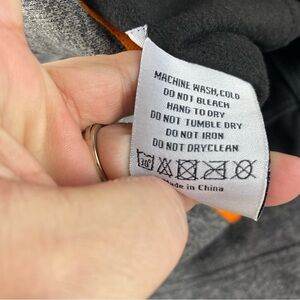 MACHINE WASH,COLD
DO NOT BLEACH
HANG TO DRY
DO NOT TUMBLE DRY
DO NOT IRON
DO NOT DRYCLEAN
30°
Made in China